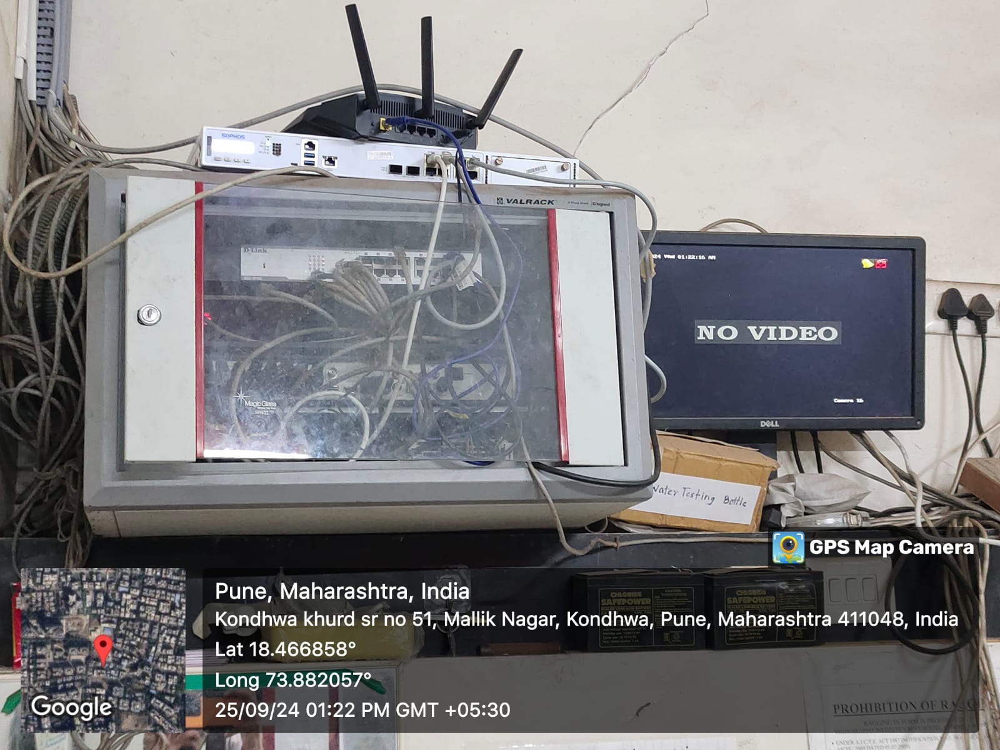 SOPHOS
VALRACK
legrand
D-Link
24 Wed 01:22:16 AM
NO VIDEO
Camera 16
DELL
Magic Glass
Water Testing Bottle
GPS Map Camera
CHLORIDE
SAFEPOWER
CAUTION
CHLORIDE
SAFEPOWER
Pune, Maharashtra, India
Kondhwa khurd sr no 51, Mallik Nagar, Kondhwa, Pune, Maharashtra 411048, India
Lat 18.466858°
Long 73.882057°
25/09/24 01:22 PM GMT +05:30
Google
PROHIBITION OF